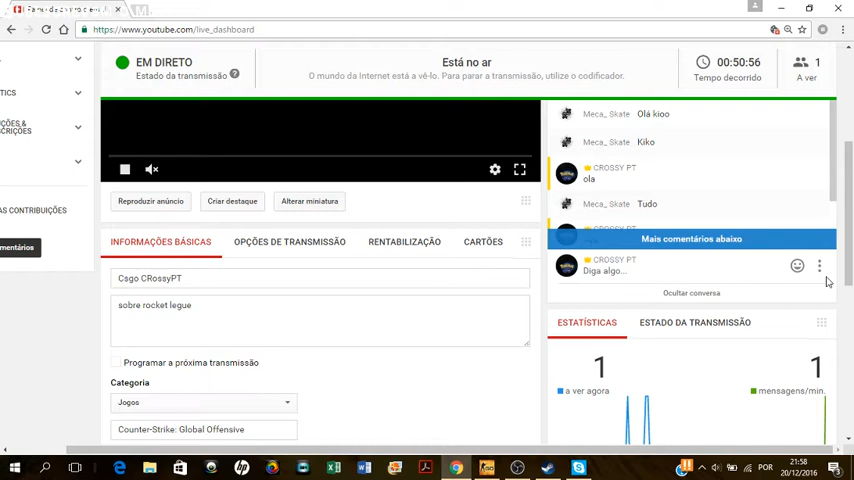 https://www.youtube.com/live_dashboard
EM DIRETO
Estado da transmissão ?
Está no ar
O mundo da Internet está a vê-lo. Para parar a transmissão, utilize o codificador.
00:50:56
Tempo decorrido
1
A ver
TICS
UÇÕES &
SCRIÇÕES
AS CONTRIBUIÇÕES
mentários
Meca_ Skate Olá kioo
Meca_ Skate Kiko
CROSSY PT
ola
Meca_ Skate Tudo
Mais comentários abaixo
CROSSY PT
Diga algo...
Ocultar conversa
Reproduzir anúncio
Criar destaque
Alterar miniatura
INFORMAÇÕES BÁSICAS
OPÇÕES DE TRANSMISSÃO
RENTABILIZAÇÃO
CARTÕES
Csgo CRossyPT
sobre rocket legue
Programar a próxima transmissão
Categoria
Jogos
Counter-Strike: Global Offensive
ESTATÍSTICAS
ESTADO DA TRANSMISSÃO
1
a ver agora
1
mensagens/min.
POR
21:58
20/12/2016
3